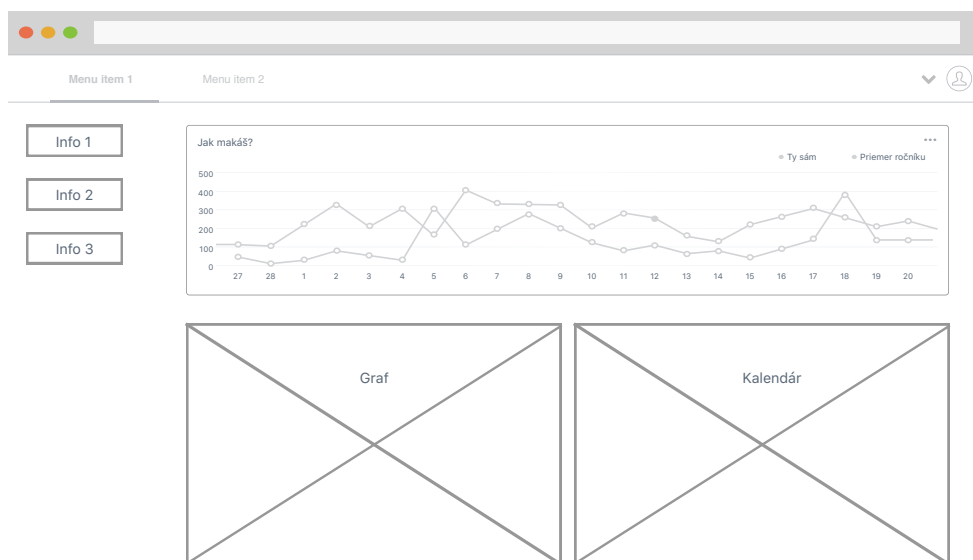 Menu item 1 Menu item 2
Info 1
Info 2
Info 3
Jak makáš?
Ty sám Priemer ročníku
500
400
300
200
100
0
27 28 1 2 3 4 5 6 7 8 9 10 11 12 13 14 15 16 17 18 19 20
Graf
Kalendár